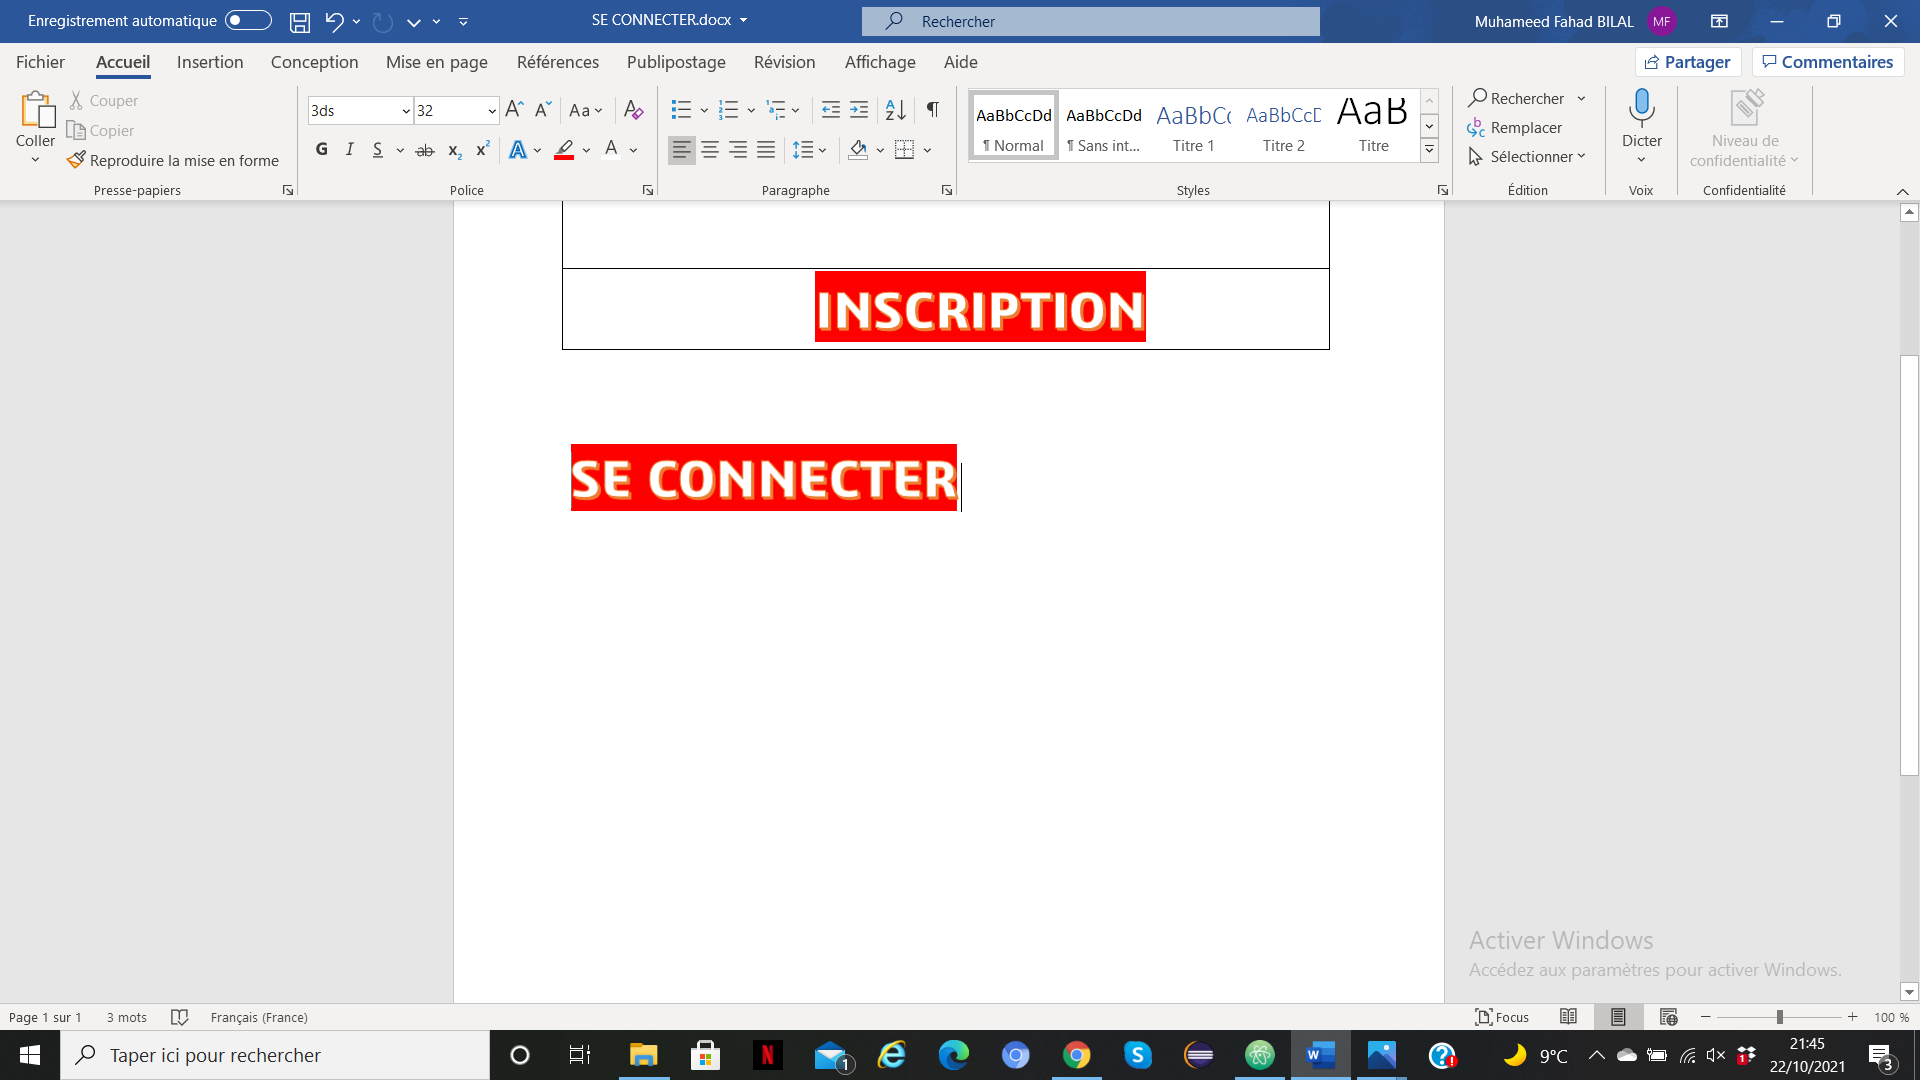 Enregistrement automatique
SE CONNECTER.docx
Rechercher
Muhameed Fahad BILAL MF
Fichier Accueil Insertion Conception Mise en page Références Publipostage Révision Affichage Aide
Partager Commentaires
Coller
Couper
Copier
Reproduire la mise en forme
Presse-papiers
3ds 32
G I S ab x₂ x² A A
Police
Paragraphe
AaBbCcDd AaBbCcDd AaBbCc AaBbCcD AaB
¶ Normal ¶ Sans int... Titre 1 Titre 2 Titre
Styles
Rechercher
Remplacer
Sélectionner
Édition
Dicter
Voix
Niveau de
confidentialité
Confidentialité
INSCRIPTION
SE CONNECTER
Activer Windows
Accédez aux paramètres pour activer Windows.
Page 1 sur 1 3 mots Français (France)
Focus
100 %
Taper ici pour rechercher
9°C
21:45
22/10/2021
3